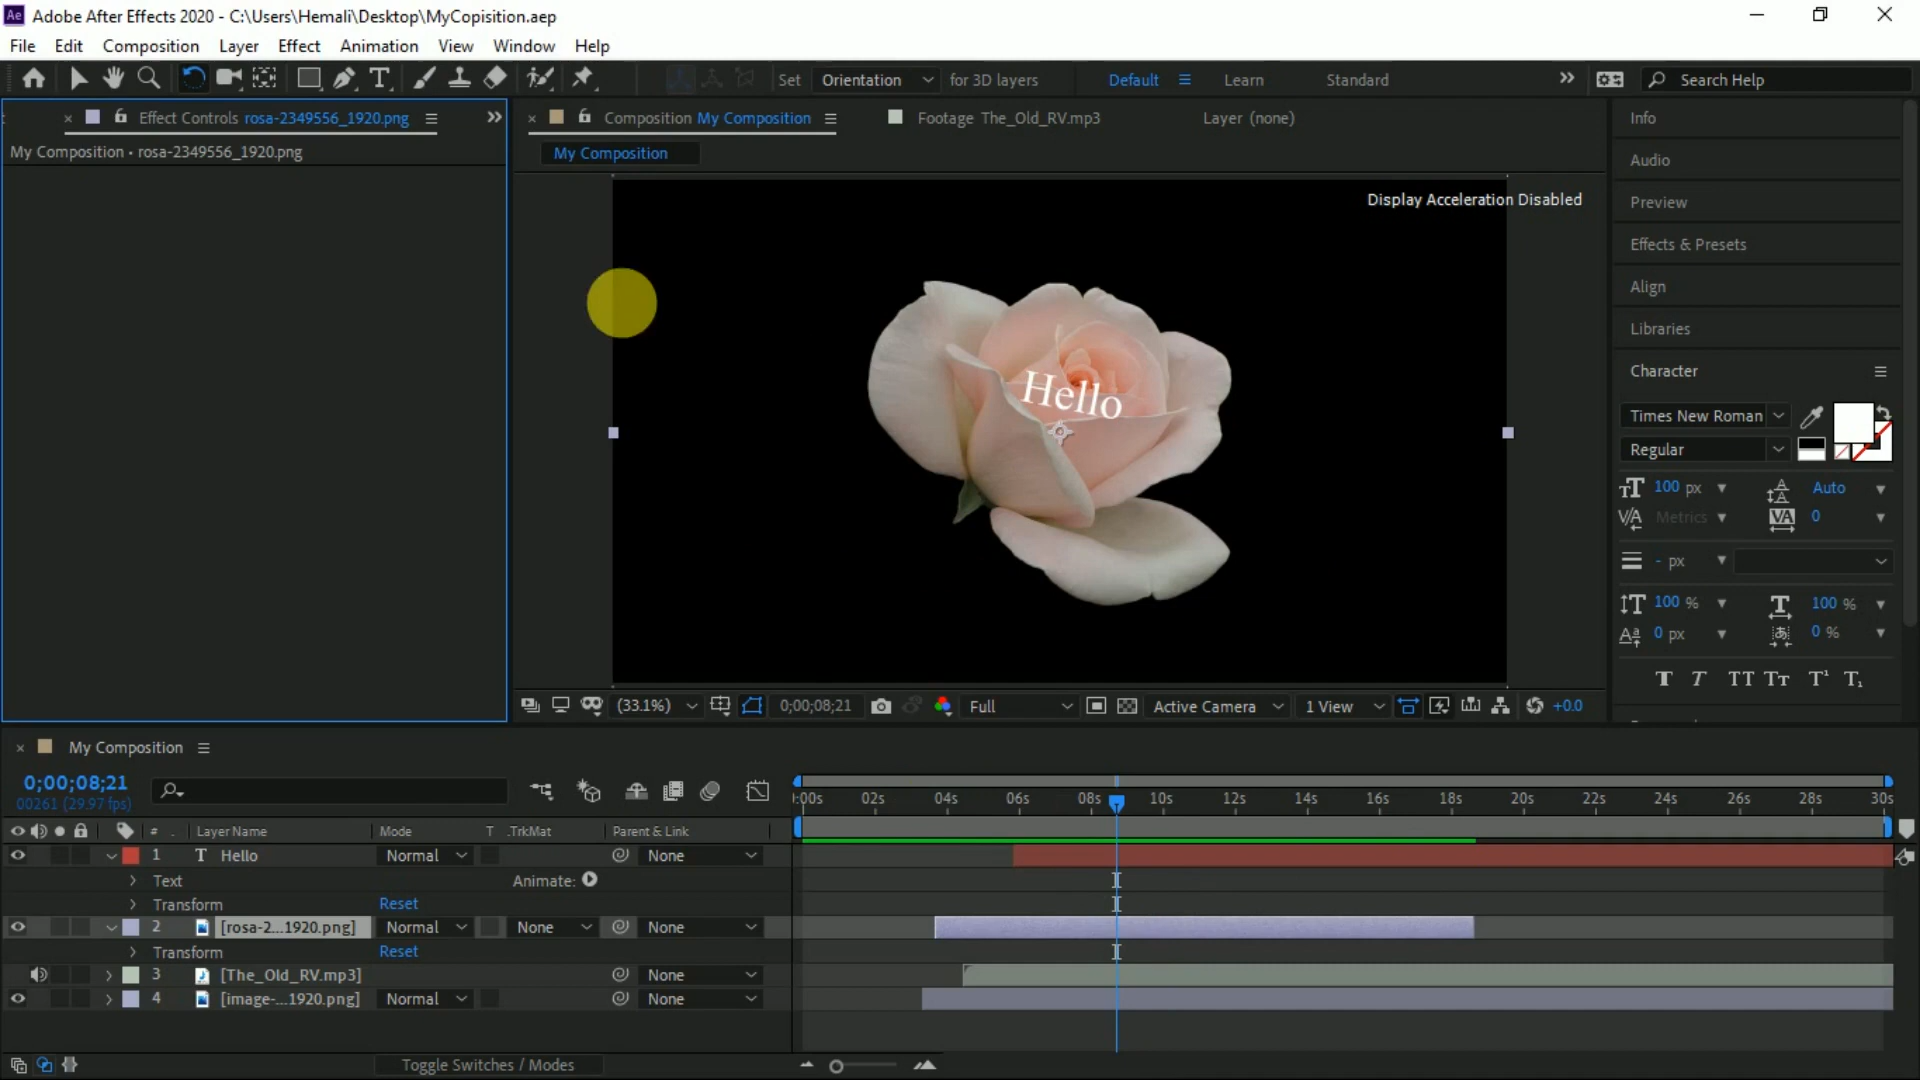 Ae Adobe After Effects 2020 - C:\Users\Hemali\Desktop\MyCopisition.aep
File Edit Composition Layer Effect Animation View Window Help
Set Orientation for 3D layers Default Learn Standard Search Help
Effect Controls rosa-2349556_1920.png
Composition My Composition Footage The_Old_RV.mp3 Layer (none)
Info
My Composition • rosa-2349556_1920.png
My Composition
Audio
Display Acceleration Disabled
Preview
Effects & Presets
Align
Libraries
Character
Hello
Times New Roman
Regular
100 px Auto
Metrics 0
- px
100 % 100 %
0 px 0 %
T T TT Tт T¹ T₁
(33.1%) 0;00;08;21 Full Active Camera 1 View +0.0
My Composition
0;00;08;21
00261 (29.97 fps)
:00s 02s 04s 06s 08s 10s 12s 14s 16s 18s 20s 22s 24s 26s 28s 30s
# . Layer Name Mode T .TrkMat Parent & Link
1 T Hello Normal None
Text Animate:
Transform Reset
2 [rosa-2...1920.png] Normal None None
Transform Reset
3 [The_Old_RV.mp3] None
4 [image-...1920.png] Normal None
Toggle Switches / Modes